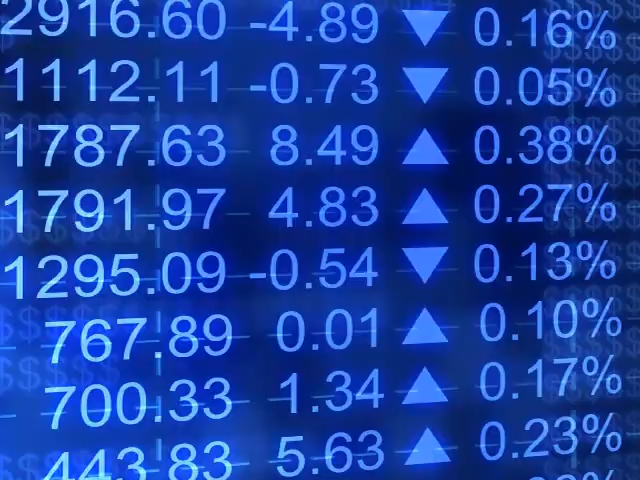 2916.60 -4.89 ▼ 0.16%
1112.11 -0.73 ▼ 0.05%
1787.63 8.49 ▲ 0.38%
1791.97 4.83 ▲ 0.27%
1295.09 -0.54 ▼ 0.13%
767.89 0.01 ▲ 0.10%
700.33 1.34 ▲ 0.17%
443.83 5.63 ▲ 0.23%